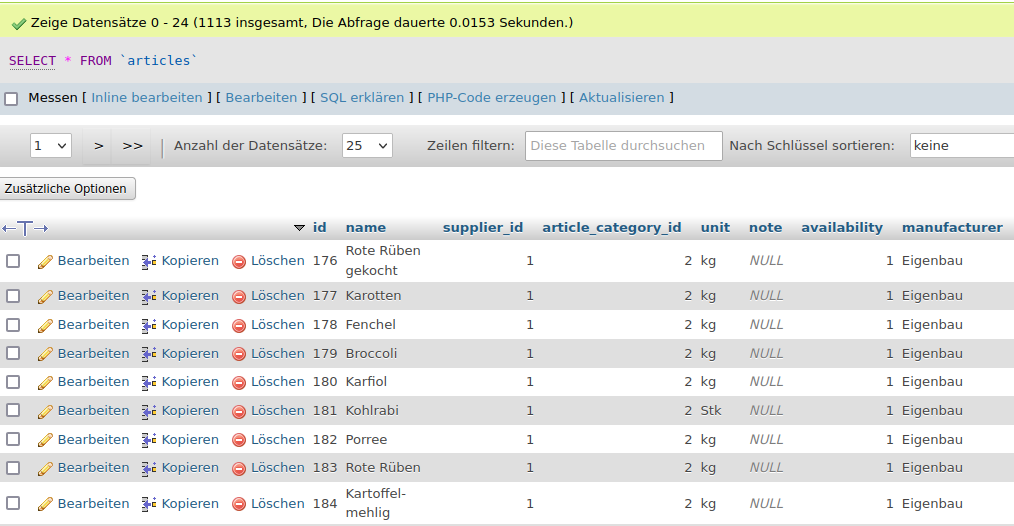 Zeige Datensätze 0 - 24 (1113 insgesamt, Die Abfrage dauerte 0.0153 Sekunden.)
SELECT * FROM `articles`
Messen [ Inline bearbeiten ] [ Bearbeiten ] [ SQL erklären ] [ PHP-Code erzeugen ] [ Aktualisieren ]
1 > >> | Anzahl der Datensätze: 25 Zeilen filtern: Diese Tabelle durchsuchen Nach Schlüssel sortieren: keine
Zusätzliche Optionen
←T→ id name supplier_id article_category_id unit note availability manufacturer
Bearbeiten Kopieren Löschen 176 Rote Rüben gekocht 1 2 kg NULL 1 Eigenbau
Bearbeiten Kopieren Löschen 177 Karotten 1 2 kg NULL 1 Eigenbau
Bearbeiten Kopieren Löschen 178 Fenchel 1 2 kg NULL 1 Eigenbau
Bearbeiten Kopieren Löschen 179 Broccoli 1 2 kg NULL 1 Eigenbau
Bearbeiten Kopieren Löschen 180 Karfiol 1 2 kg NULL 1 Eigenbau
Bearbeiten Kopieren Löschen 181 Kohlrabi 1 2 Stk NULL 1 Eigenbau
Bearbeiten Kopieren Löschen 182 Porree 1 2 kg NULL 1 Eigenbau
Bearbeiten Kopieren Löschen 183 Rote Rüben 1 2 kg NULL 1 Eigenbau
Bearbeiten Kopieren Löschen 184 Kartoffel-mehlig 1 2 kg NULL 1 Eigenbau